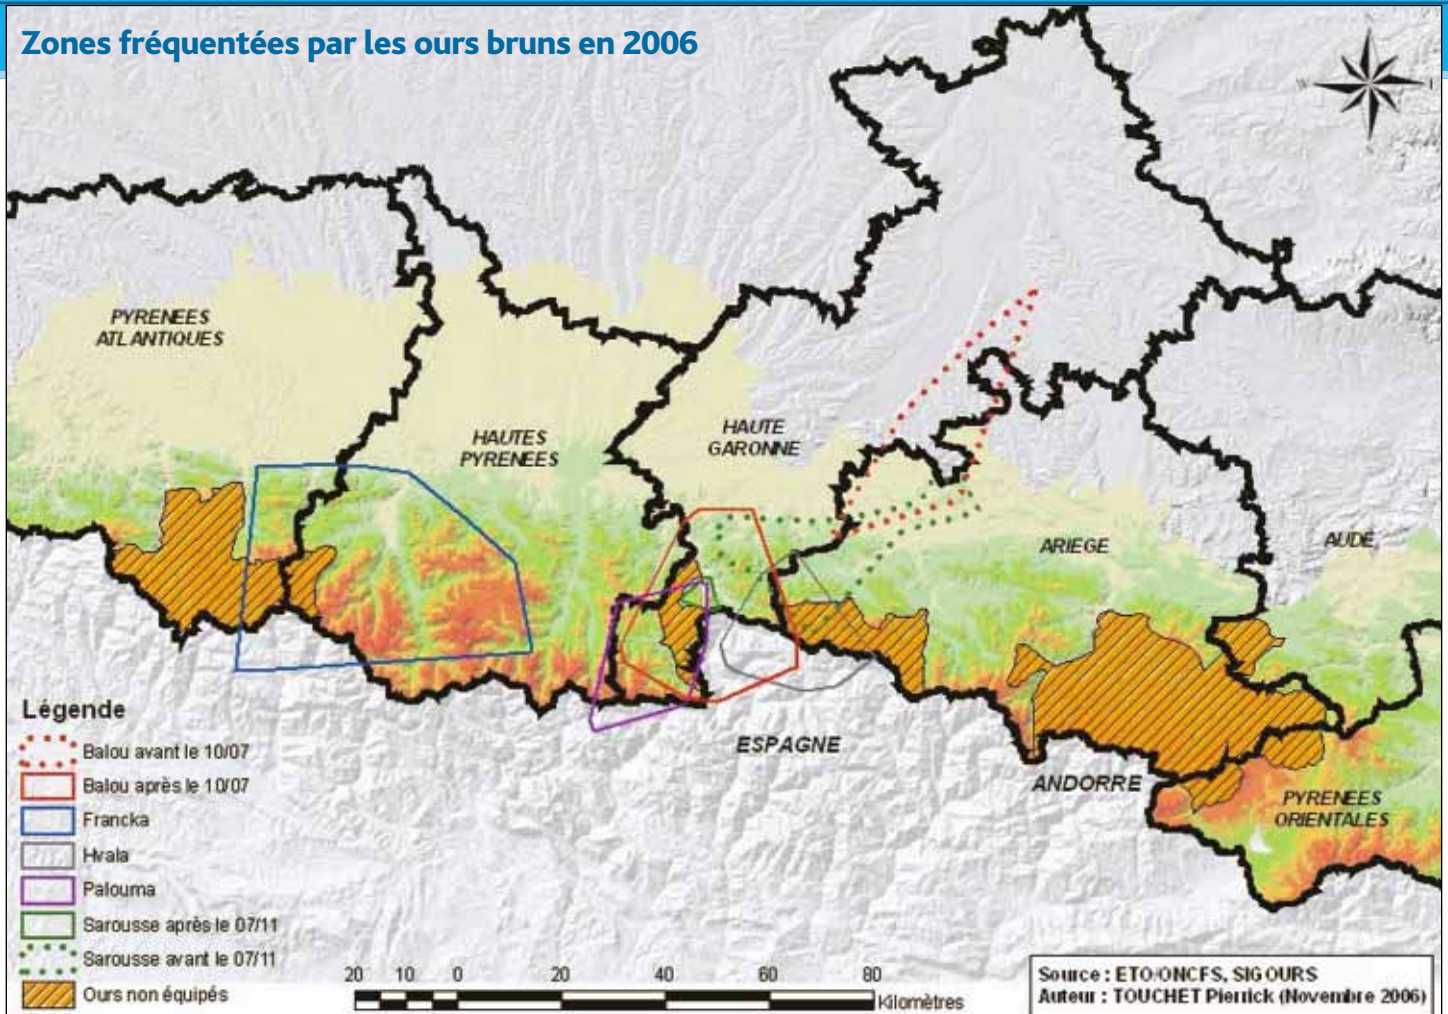 Zones fréquentées par les ours bruns en 2006
PYRENEES
ATLANTIQUES
HAUTES
PYRENEES
HAUTE
GARONNE
ARIEGE
AUDE
ESPAGNE
ANDORRE
PYRENEES
ORIENTALES
Légende
Balou avant le 10/07
Balou après le 10/07
Francka
Hvala
Palouma
Sarousse après le 07/11
Sarousse avant le 07/11
Ours non équipés
20 10 0 20 40 60 80
Kilomètres
Source : ETO/ONCFS, SIG OURS
Auteur : TOUCHET Pierrick (Novembre 2006)